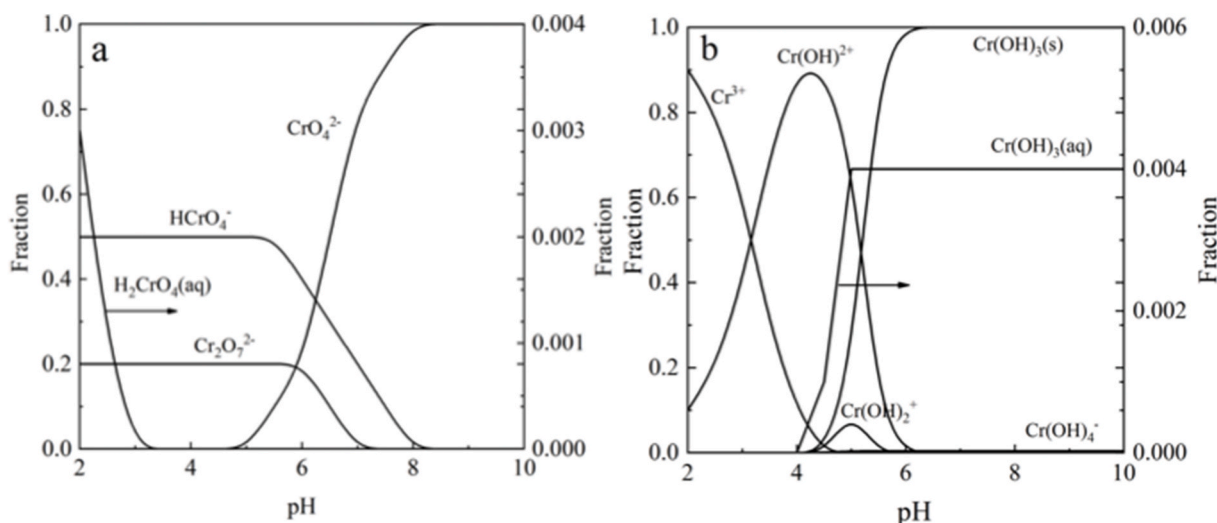 a
1.0
0.8
0.6
0.4
0.2
0.0
Fraction
2
4
6
8
10
pH
0.004
0.003
0.002
0.001
0.000
Fraction
CrO₄²⁻
HCrO₄⁻
H₂CrO₄(aq)
Cr₂O₇²⁻
b
1.0
0.8
0.6
0.4
0.2
0.0
Fraction
2
4
6
8
10
pH
0.006
0.004
0.002
0.000
Fraction
Cr(OH)²⁺
Cr(OH)₃(s)
Cr³⁺
Cr(OH)₃(aq)
Cr(OH)₂⁺
Cr(OH)₄⁻